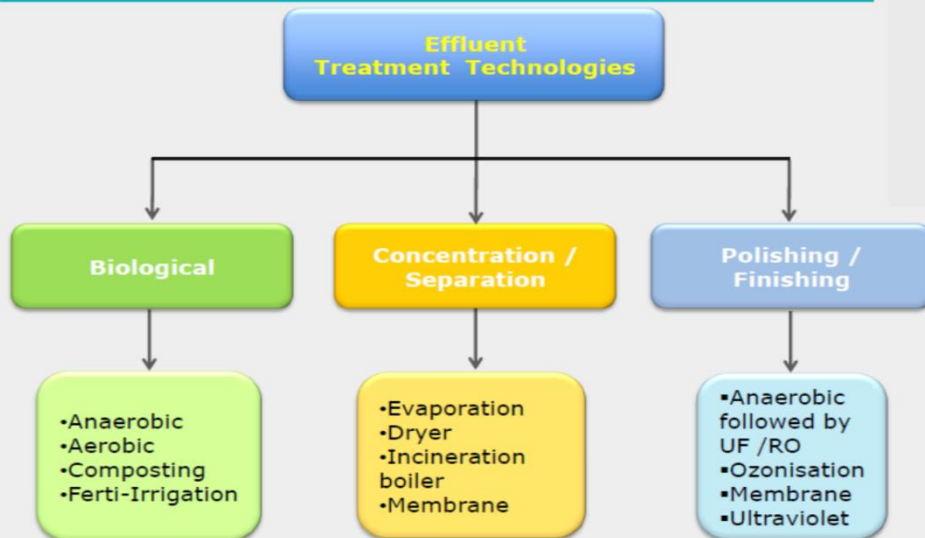 Effluent
Treatment Technologies
Biological
Concentration /
Separation
Polishing /
Finishing
•Anaerobic
•Aerobic
•Composting
•Ferti-Irrigation
•Evaporation
•Dryer
•Incineration
boiler
•Membrane
▪Anaerobic
followed by
UF /RO
▪Ozonisation
▪Membrane
▪Ultraviolet